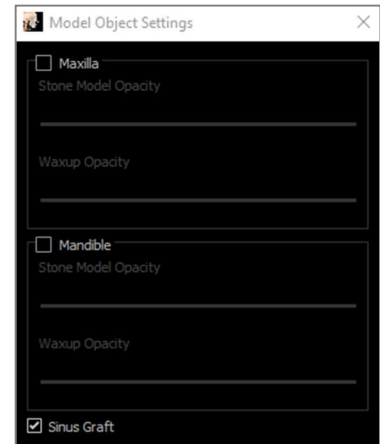 Model Object Settings
Maxilla
Stone Model Opacity
Waxup Opacity
Mandible
Stone Model Opacity
Waxup Opacity
Sinus Graft